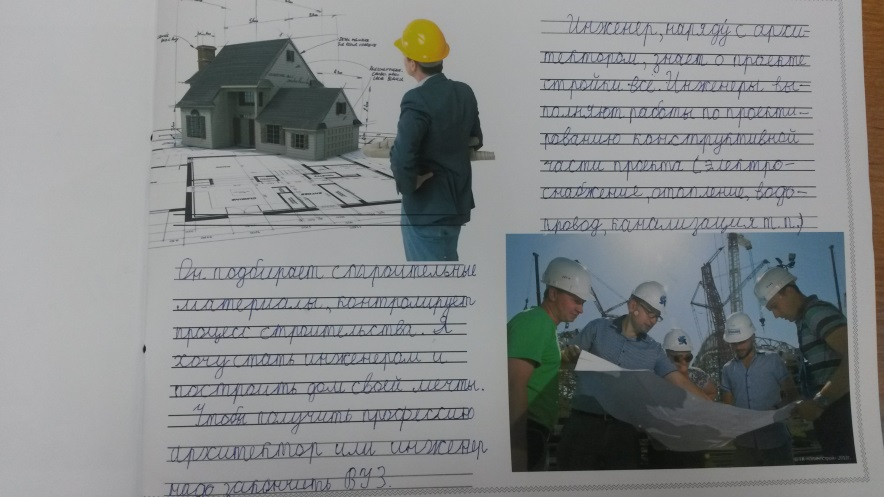 Инженер, наряду с архи-
тектором, знает о проекте
стройки все. Инженеры вы-
полняют работы по проекти-
рованию конструктивной
части проекта (электро-
снабжение, отопление, водо-
провод, канализация т. п.)
Он подбирает староительные
материалы, контролирует
процесс строительства. Я
хочу стать инженером и
построить дом своей мечты.
Чтобы получить профессию
архитектор или инженер
надо закончить ВУЗ.